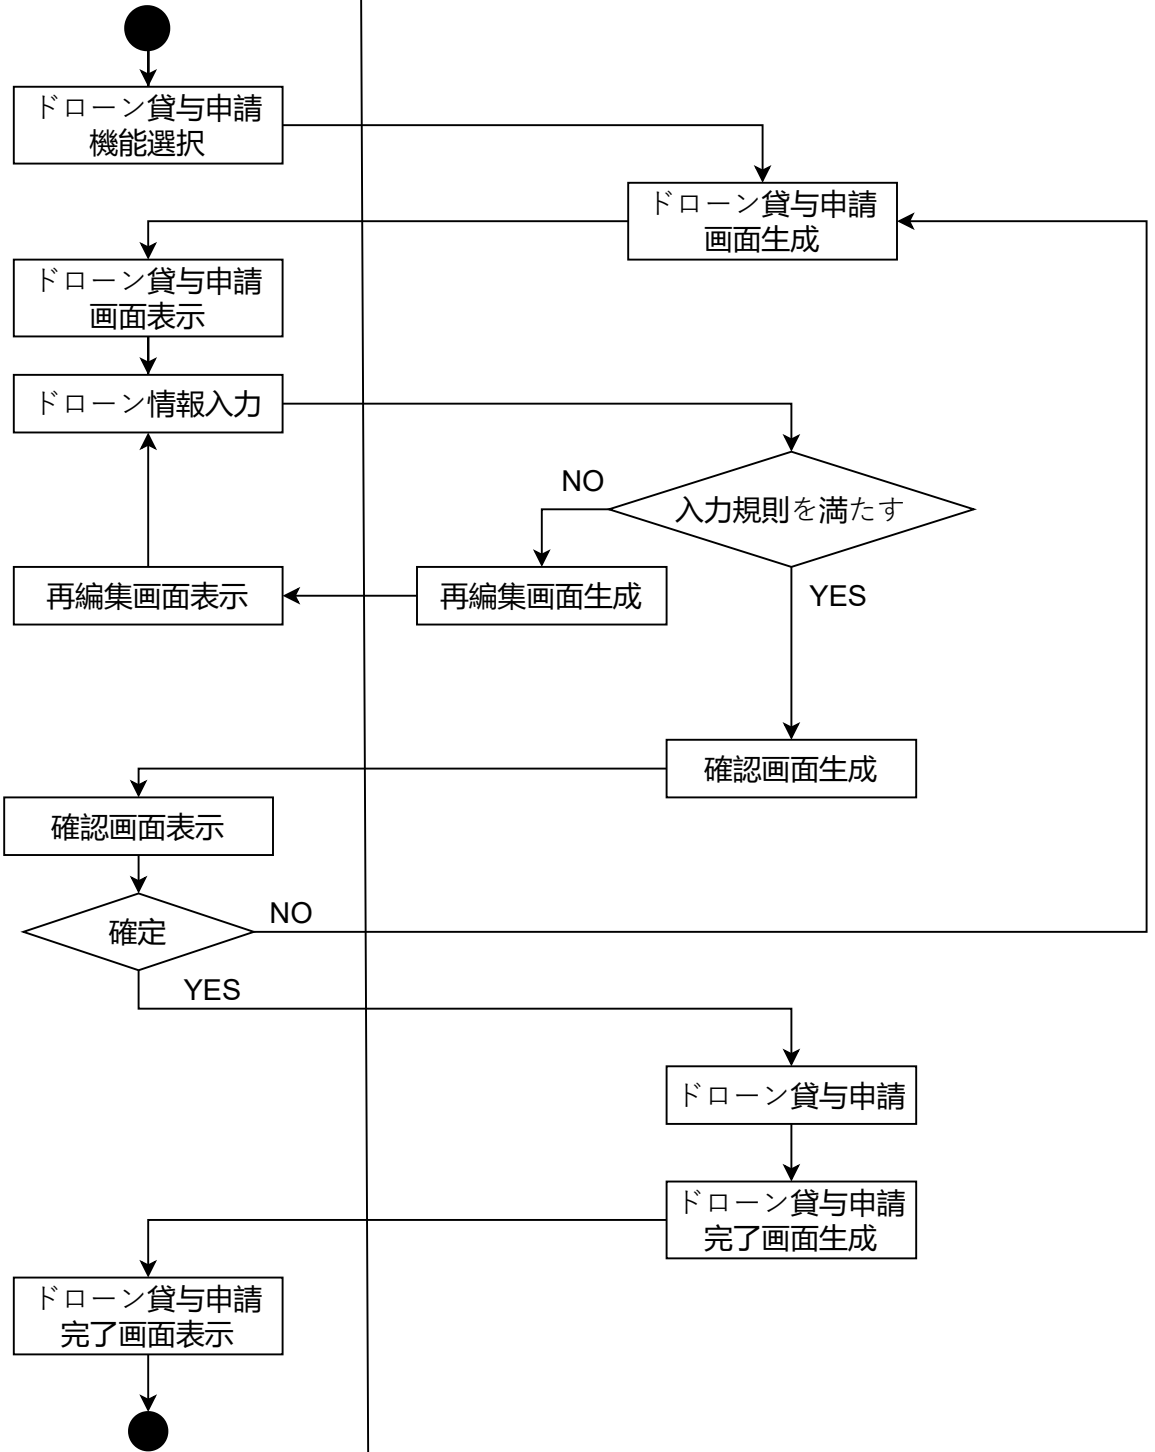 ドローン貸与申請
機能選択
ドローン貸与申請
画面生成
ドローン貸与申請
画面表示
ドローン情報入力
NO
入力規則を満たす
再編集画面表示
再編集画面生成
YES
確認画面生成
確認画面表示
確定
NO
YES
ドローン貸与申請
ドローン貸与申請
完了画面生成
ドローン貸与申請
完了画面表示